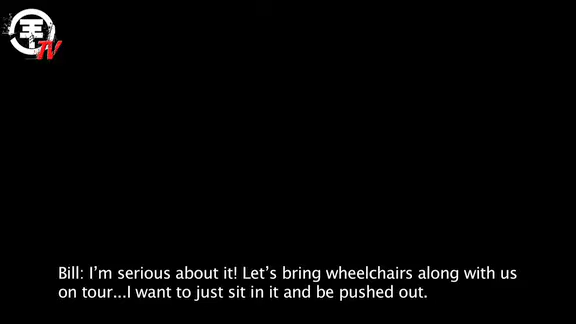 TV
Bill: I’m serious about it! Let’s bring wheelchairs along with us
on tour...I want to just sit in it and be pushed out.